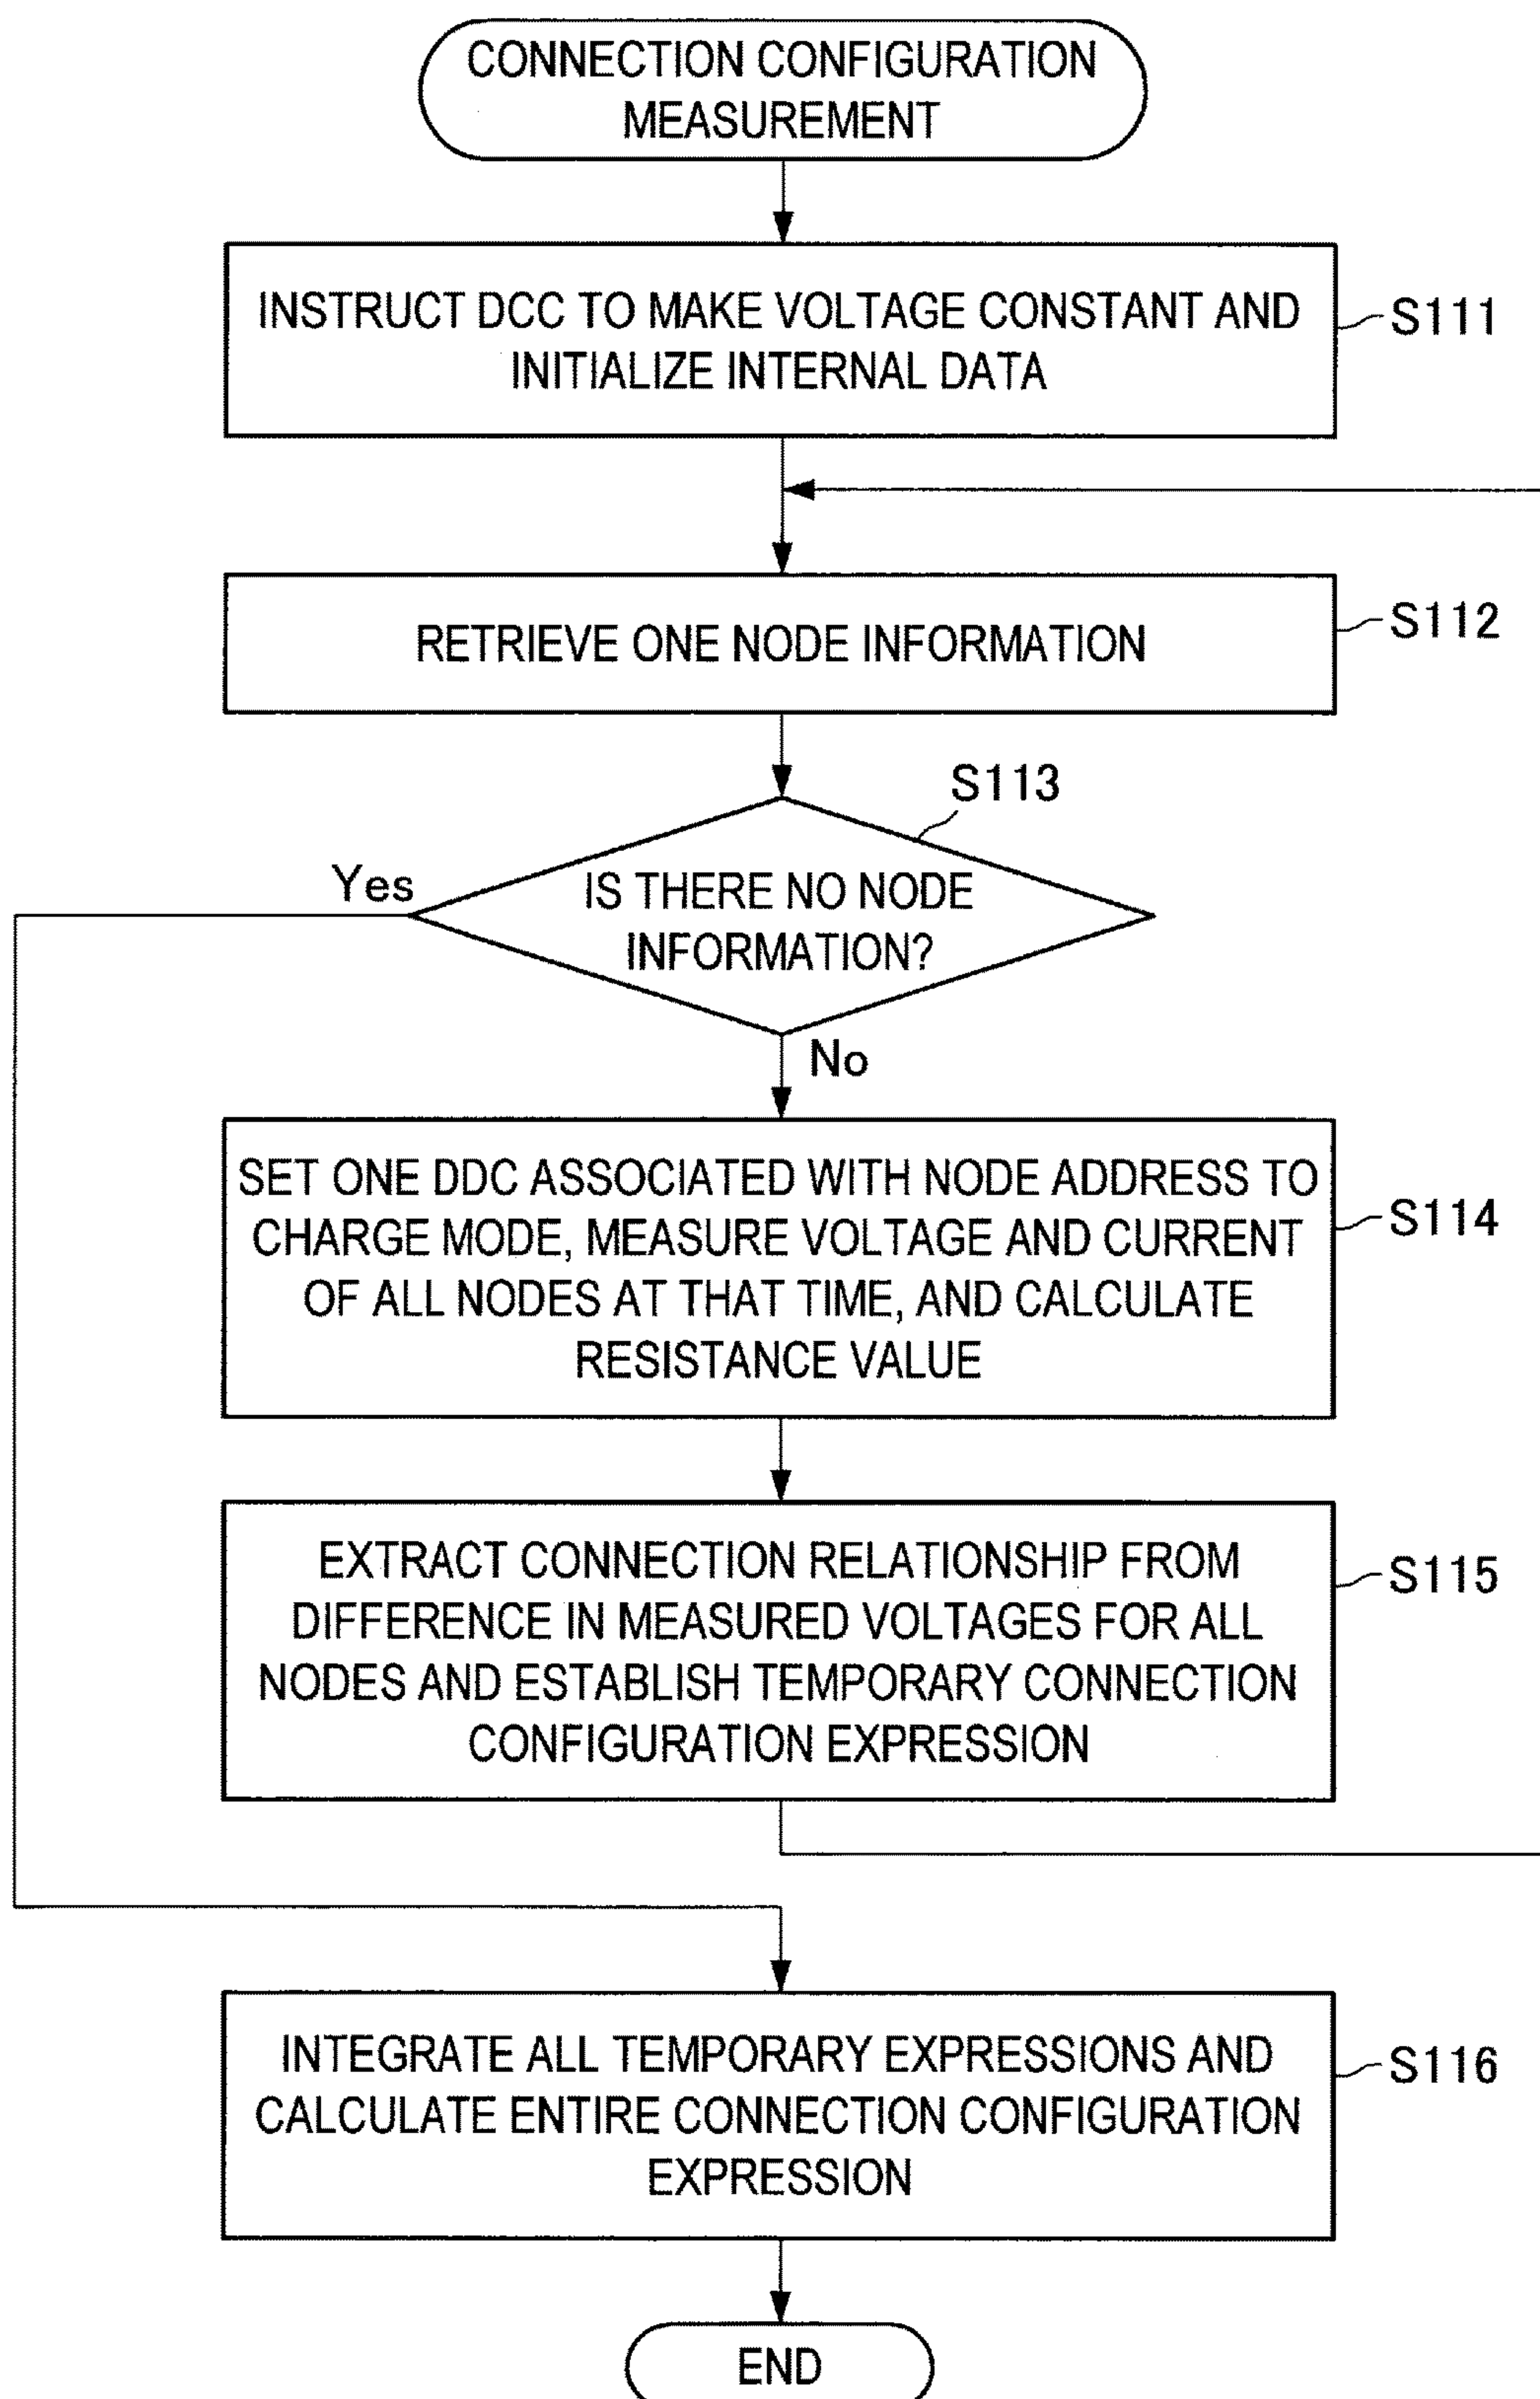 CONNECTION CONFIGURATION
MEASUREMENT
INSTRUCT DCC TO MAKE VOLTAGE CONSTANT AND
INITIALIZE INTERNAL DATA
S111
RETRIEVE ONE NODE INFORMATION
S112
S113
Yes
IS THERE NO NODE
INFORMATION?
No
SET ONE DDC ASSOCIATED WITH NODE ADDRESS TO
CHARGE MODE, MEASURE VOLTAGE AND CURRENT
OF ALL NODES AT THAT TIME, AND CALCULATE
RESISTANCE VALUE
S114
EXTRACT CONNECTION RELATIONSHIP FROM
DIFFERENCE IN MEASURED VOLTAGES FOR ALL
NODES AND ESTABLISH TEMPORARY CONNECTION
CONFIGURATION EXPRESSION
S115
INTEGRATE ALL TEMPORARY EXPRESSIONS AND
CALCULATE ENTIRE CONNECTION CONFIGURATION
EXPRESSION
S116
END